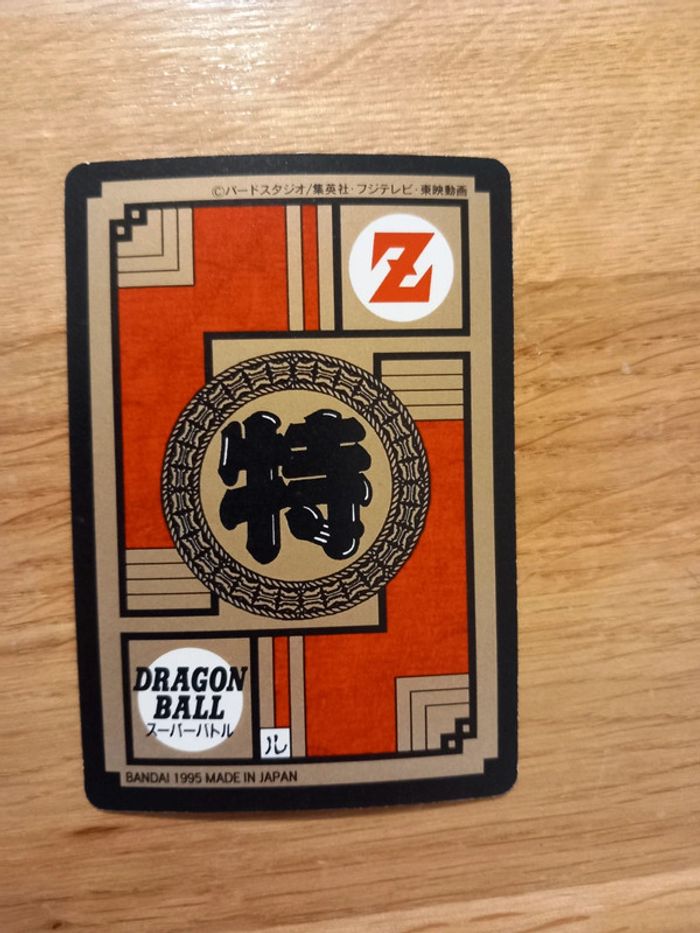 ©バードスタジオ/集英社・フジテレビ・東映動画
Z
特
DRAGON
BALL
スーパーバトル
ル
BANDAI 1995 MADE IN JAPAN